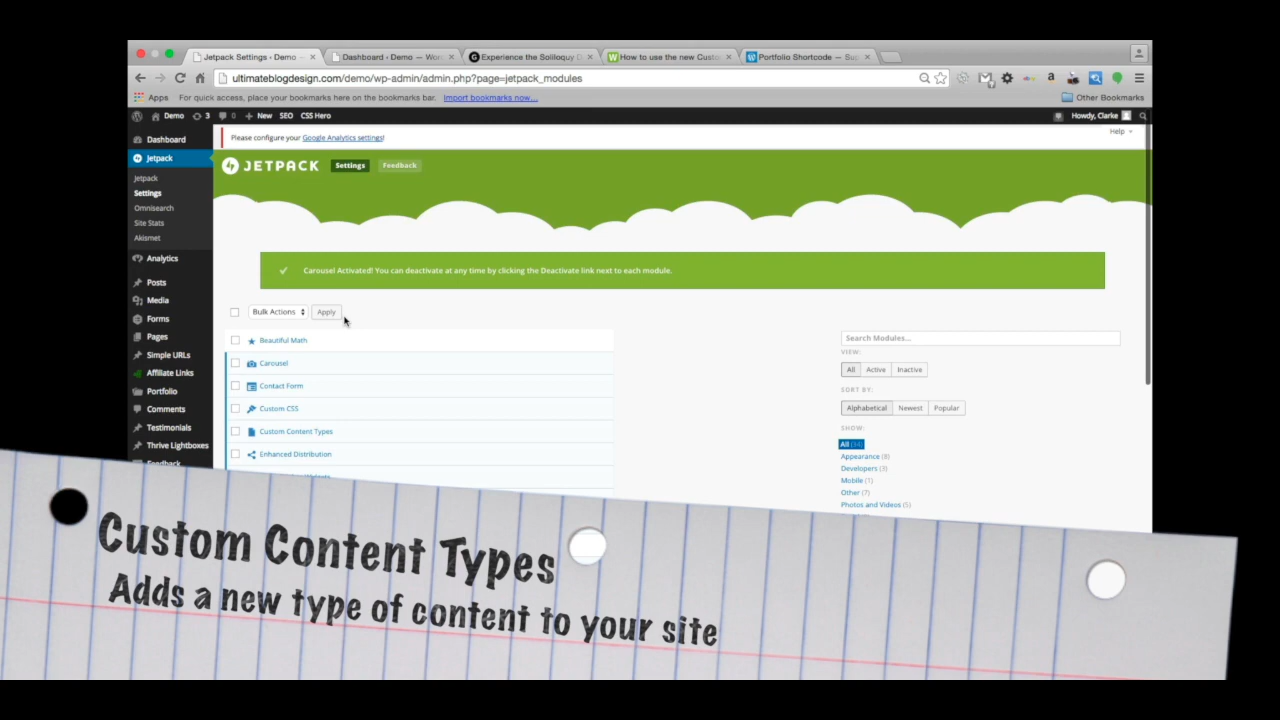 Jetpack Settings - Demo
Dashboard - Demo — Wor
Experience the Soliloquy
How to use the new Custo
Portfolio Shortcode — Sup
ultimateblogdesign.com/demo/wp-admin/admin.php?page=jetpack_modules
Apps For quick access, place your bookmarks here on the bookmarks bar. Import bookmarks now... Other Bookmarks
Demo 3 0 + New SEO CSS Hero Howdy, Clarke
Please configure your Google Analytics settings!
Help
Dashboard
Jetpack
Jetpack
Settings
Omnisearch
Site Stats
Akismet
Analytics
Posts
Media
Forms
Pages
Simple URLs
Affiliate Links
Portfolio
Comments
Testimonials
Thrive Lightboxes
Feedback
JETPACK Settings Feedback
Carousel Activated! You can deactivate at any time by clicking the Deactivate link next to each module.
Bulk Actions Apply
Beautiful Math
Carousel
Contact Form
Custom CSS
Custom Content Types
Enhanced Distribution
Search Modules...
VIEW:
All Active Inactive
SORT BY:
Alphabetical Newest Popular
SHOW:
All (34)
Appearance (8)
Developers (3)
Mobile (1)
Other (7)
Photos and Videos (5)
Custom Content Types
Adds a new type of content to your site